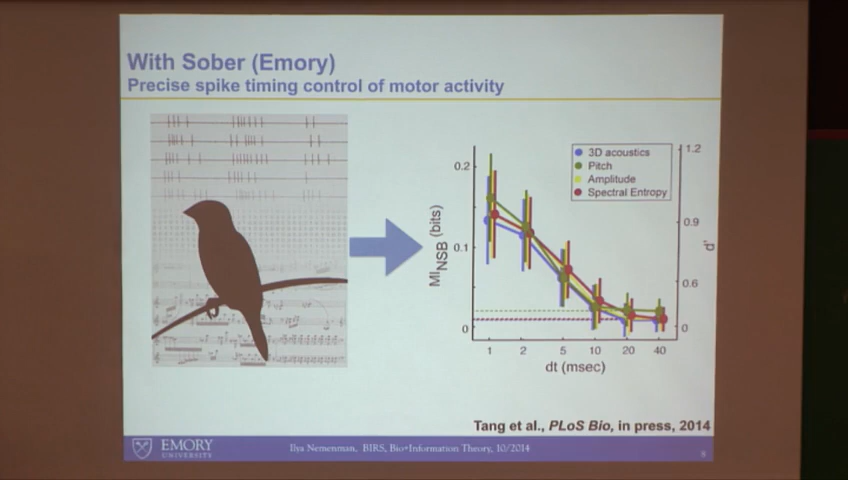 With Sober (Emory)
Precise spike timing control of motor activity
3D acoustics
Pitch
Amplitude
Spectral Entropy
0.2
0.1
0
MI_NSB (bits)
1.2
0.9
0.6
0
d'
1 2 5 10 20 40
dt (msec)
Tang et al., PLoS Bio, in press, 2014
EMORY
UNIVERSITY
Ilya Nemenman, BIRS, Bio+Information Theory, 10/2014
8